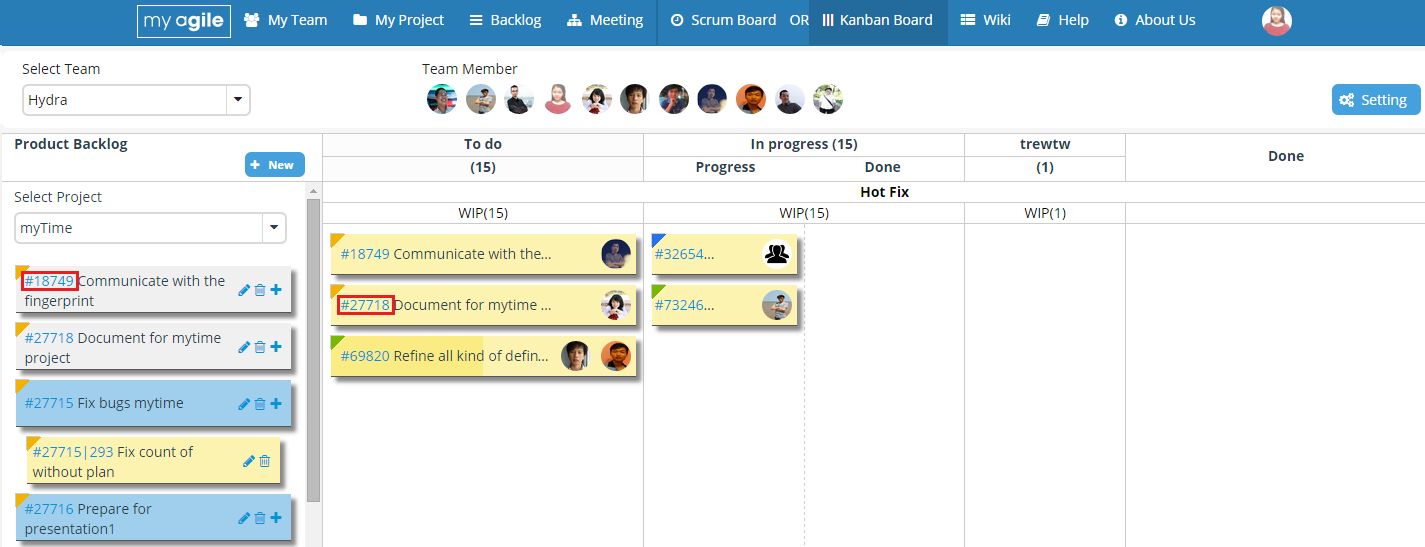 my agile My Team My Project Backlog Meeting Scrum Board OR Kanban Board Wiki Help About Us
Select Team
Hydra
Team Member
Setting
Product Backlog
New
Select Project
myTime
#18749 Communicate with the
fingerprint
#27718 Document for mytime
project
#27715 Fix bugs mytime
#27715|293 Fix count of
without plan
#27716 Prepare for
presentation1
To do
(15)
In progress (15)
Progress Done
trewtw
(1)
Done
Hot Fix
WIP(15) WIP(15) WIP(1)
#18749 Communicate with the...
#27718 Document for mytime ...
#69820 Refine all kind of defin...
#32654...
#73246...